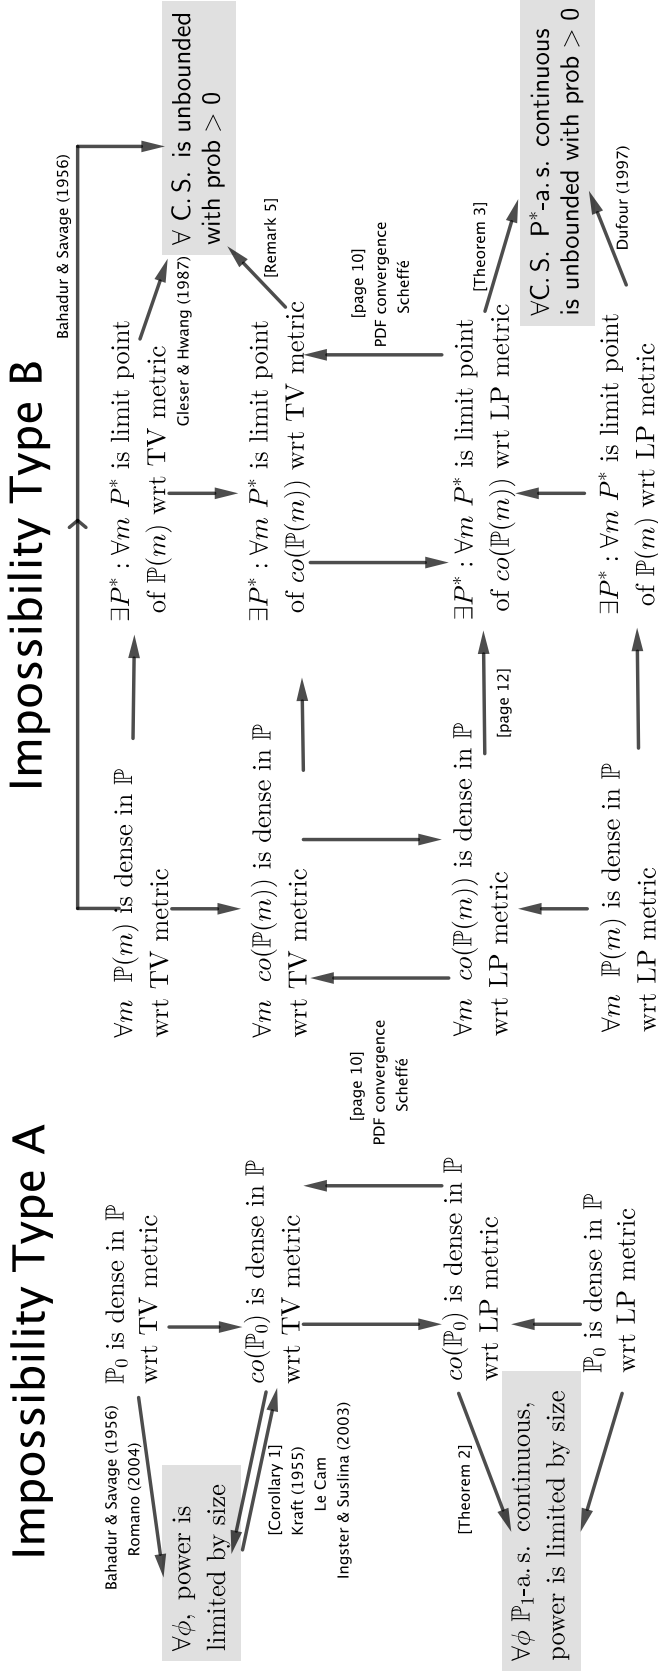 Impossibility Type A
Bahadur & Savage (1956)
Romano (2004)
ℙ₀ is dense in ℙ
wrt TV metric
∀ϕ, power is
limited by size
co(ℙ₀) is dense in ℙ
wrt TV metric
[Corollary 1]
Kraft (1955)
Le Cam
Ingster & Suslina (2003)
[page 10]
PDF convergence
Scheffé
[Theorem 2]
co(ℙ₀) is dense in ℙ
wrt LP metric
∀ϕ ℙ₁-a. s. continuous,
power is limited by size
ℙ₀ is dense in ℙ
wrt LP metric
Impossibility Type B
Bahadur & Savage (1956)
∀m ℙ(m) is dense in ℙ
wrt TV metric
∃P* : ∀m P* is limit point
of ℙ(m) wrt TV metric
Gleser & Hwang (1987)
∀ C. S. is unbounded
with prob > 0
∀m co(ℙ(m)) is dense in ℙ
wrt TV metric
∃P* : ∀m P* is limit point
of co(ℙ(m)) wrt TV metric
[Remark 5]
[page 10]
PDF convergence
Scheffé
∀m co(ℙ(m)) is dense in ℙ
wrt LP metric
[page 12]
∃P* : ∀m P* is limit point
of co(ℙ(m)) wrt LP metric
[Theorem 3]
∀C. S. P*-a. s. continuous
is unbounded with prob > 0
Dufour (1997)
∀m ℙ(m) is dense in ℙ
wrt LP metric
∃P* : ∀m P* is limit point
of ℙ(m) wrt LP metric